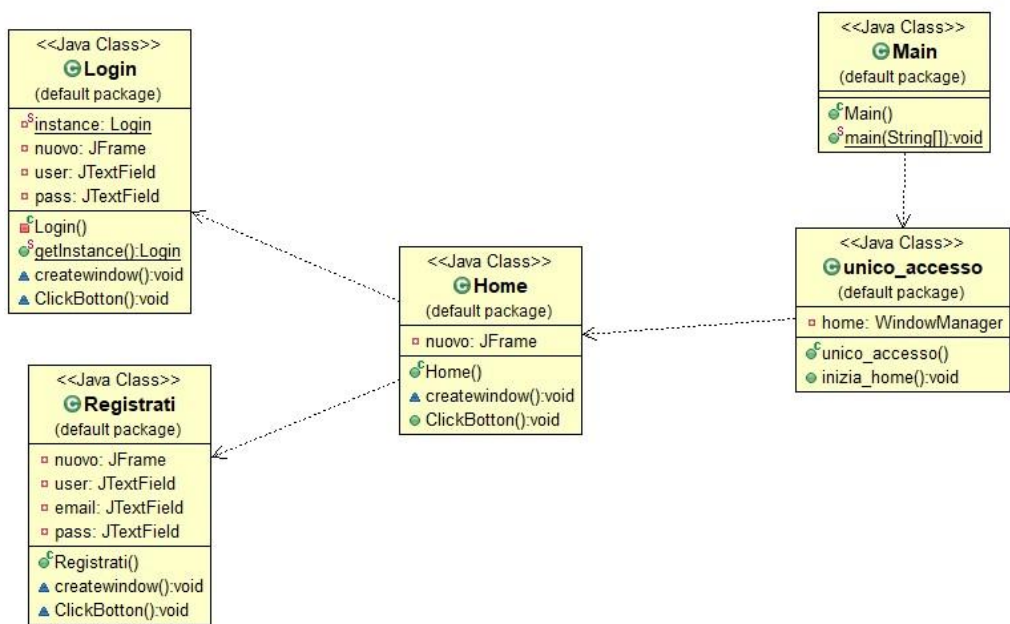 <<Java Class>>
Login
(default package)
instance: Login
nuovo: JFrame
user: JTextField
pass: JTextField
Login()
getInstance():Login
createwindow():void
ClickBotton():void
<<Java Class>>
Main
(default package)
Main()
main(String[]):void
<<Java Class>>
Home
(default package)
nuovo: JFrame
Home()
createwindow():void
ClickBotton():void
<<Java Class>>
unico_accesso
(default package)
home: WindowManager
unico_accesso()
inizia_home():void
<<Java Class>>
Registrati
(default package)
nuovo: JFrame
user: JTextField
email: JTextField
pass: JTextField
Registrati()
createwindow():void
ClickBotton():void